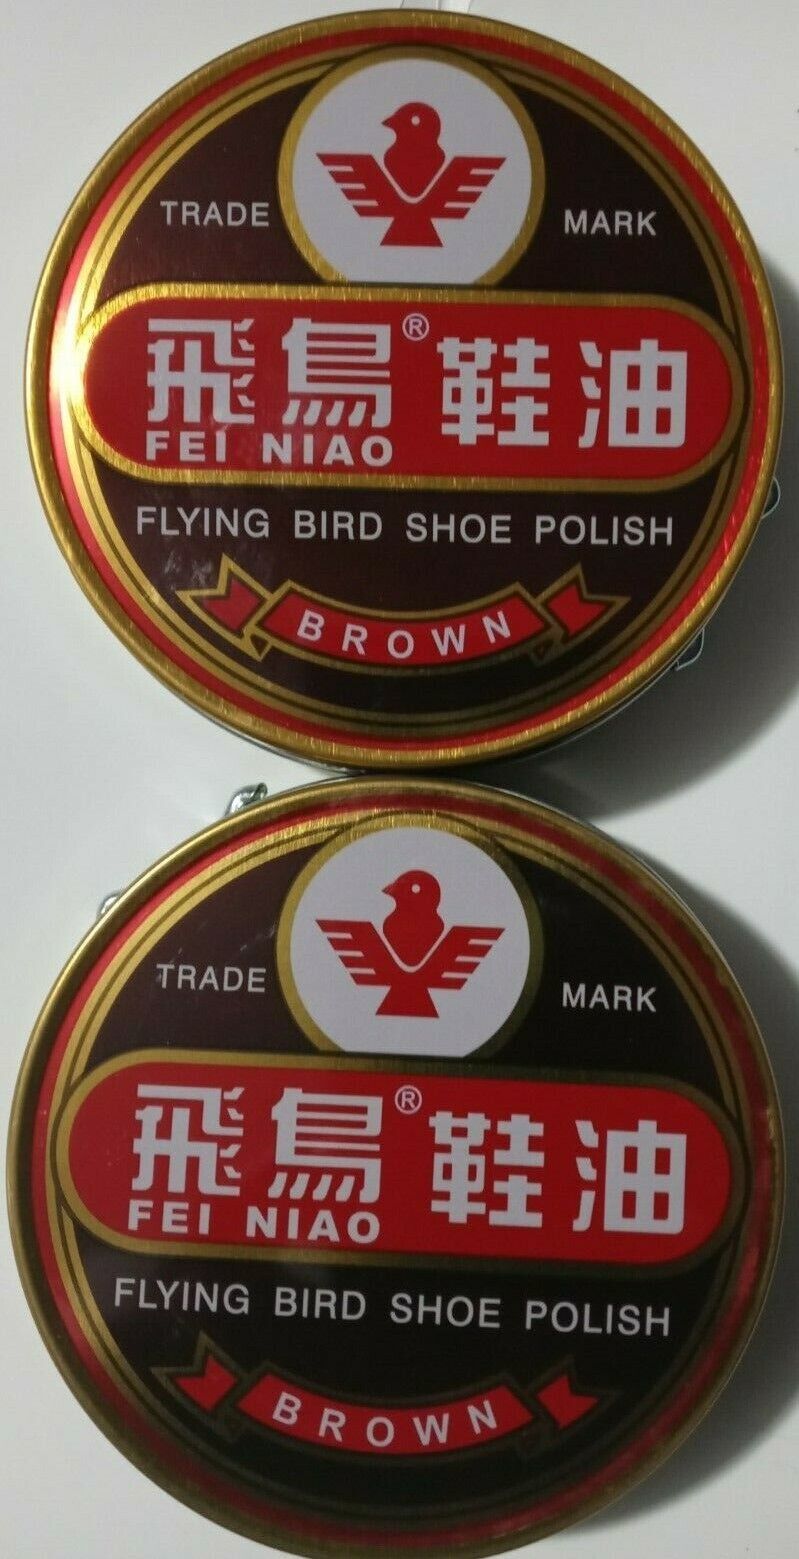 TRADE MARK
飛鳥® 鞋油
FEI NIAO
FLYING BIRD SHOE POLISH
BROWN
TRADE MARK
飛鳥® 鞋油
FEI NIAO
FLYING BIRD SHOE POLISH
BROWN